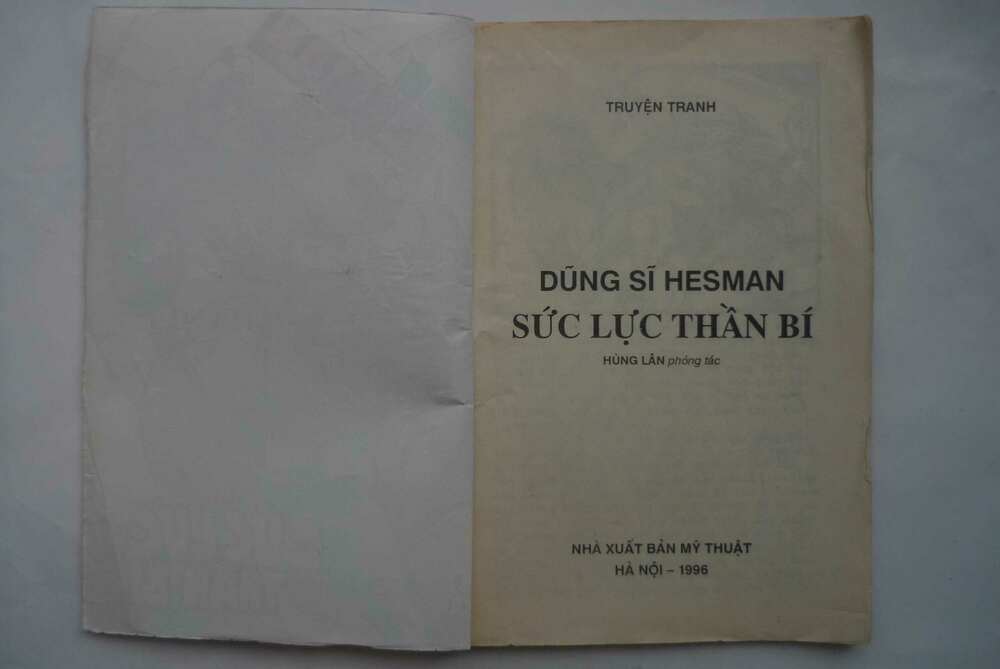 TRUYỆN TRANH
DŨNG SĨ HESMAN
SỨC LỰC THẦN BÍ
HÙNG LÂN phóng tác
NHÀ XUẤT BẢN MỸ THUẬT
HÀ NỘI – 1996